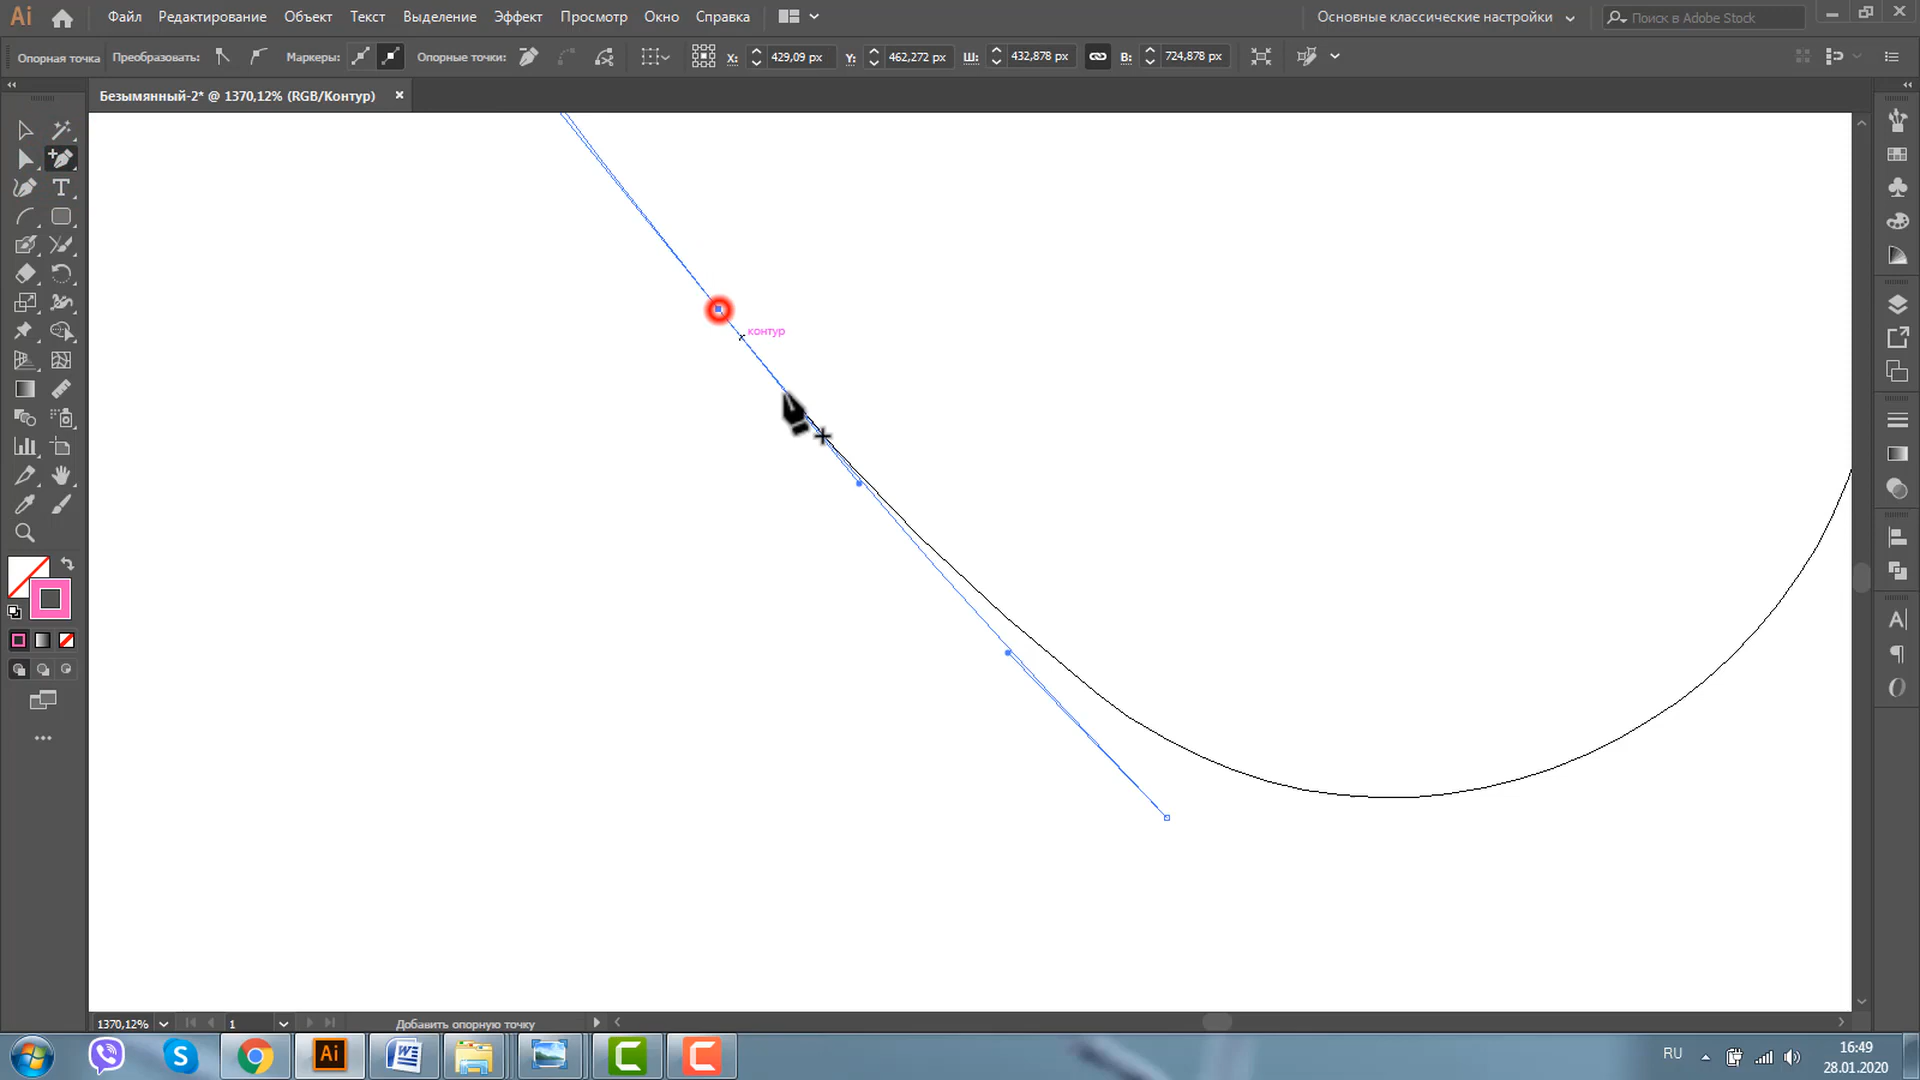 Ai Файл Редактирование Объект Текст Выделение Эффект Просмотр Окно Справка Основные классические настройки Поиск в Adobe Stock
Опорная точка Преобразовать: Маркеры: Опорные точки: X: 429,09 px Y: 462,272 px Ш: 432,878 px В: 724,878 px
Безымянный-2* @ 1370,12% (RGB/Контур) ×
контур
1370,12% 1 Добавить опорную точку
Ai RU 16:49
28.01.2020